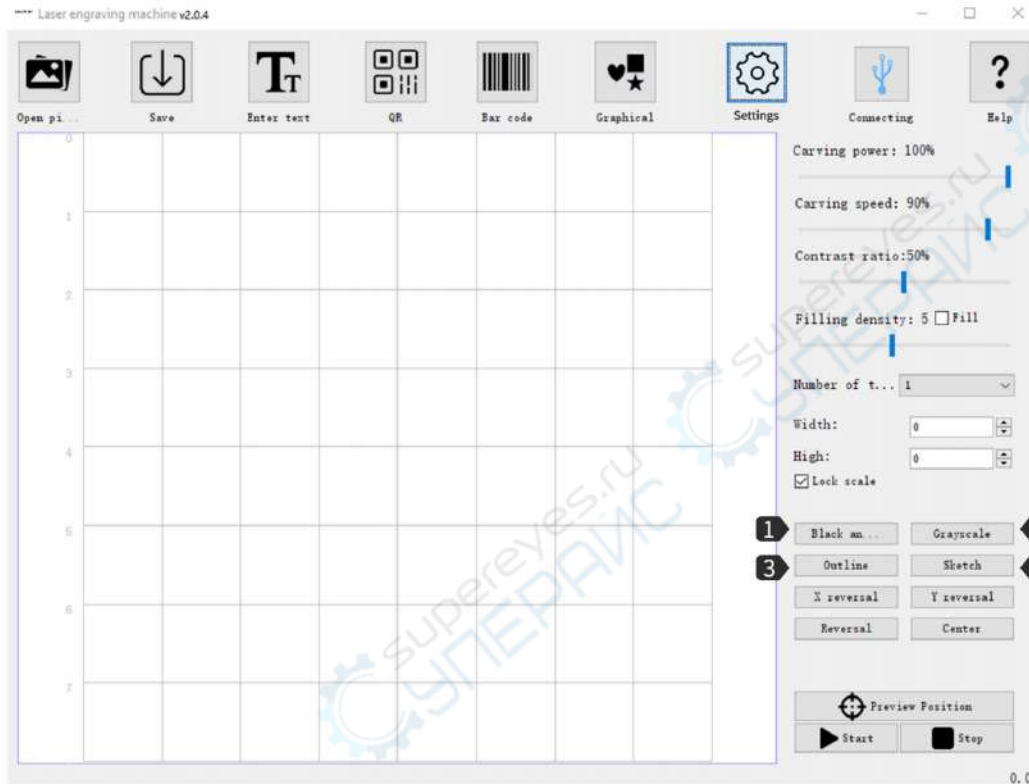 Laser engraving machine v2.0.4
Open pi... Save Enter text QR Bar code Graphical Settings Connecting Help
0
1
2
3
4
5
6
7
Carving power: 100%
Carving speed: 90%
Contrast ratio:50%
Filling density: 5 Fill
Number of t... 1
Width: 0
High: 0
Lock scale
1 Black an... Grayscale
3 Outline Sketch
X reversal Y reversal
Reversal Center
Preview Position
Start Stop
supereyes.ru
СУПЕРАЙС
supereyes.ru
СУПЕРАЙС